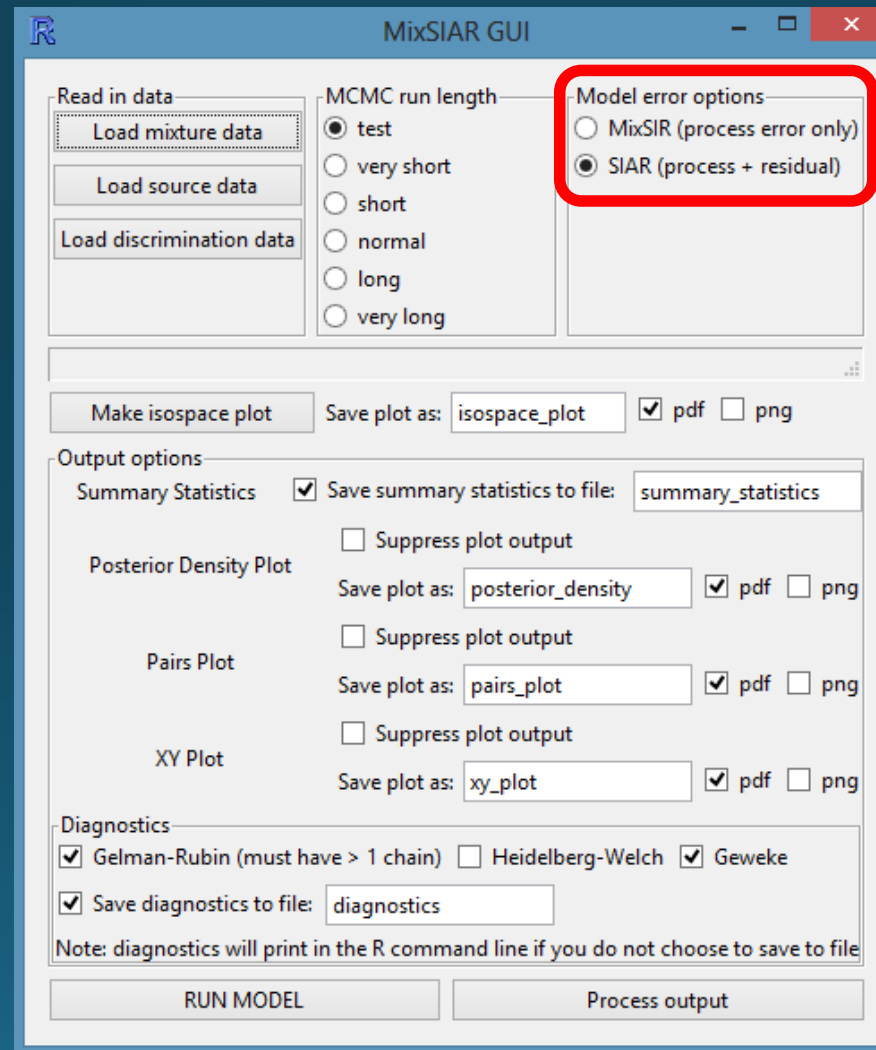 R
MixSIAR GUI
Read in data
Load mixture data
Load source data
Load discrimination data
MCMC run length
test
very short
short
normal
long
very long
Model error options
MixSIR (process error only)
SIAR (process + residual)
Make isospace plot
Save plot as: isospace_plot pdf png
Output options
Summary Statistics Save summary statistics to file: summary_statistics
Posterior Density Plot
Suppress plot output
Save plot as: posterior_density pdf png
Pairs Plot
Suppress plot output
Save plot as: pairs_plot pdf png
XY Plot
Suppress plot output
Save plot as: xy_plot pdf png
Diagnostics
Gelman-Rubin (must have > 1 chain) Heidelberg-Welch Geweke
Save diagnostics to file: diagnostics
Note: diagnostics will print in the R command line if you do not choose to save to file
RUN MODEL
Process output